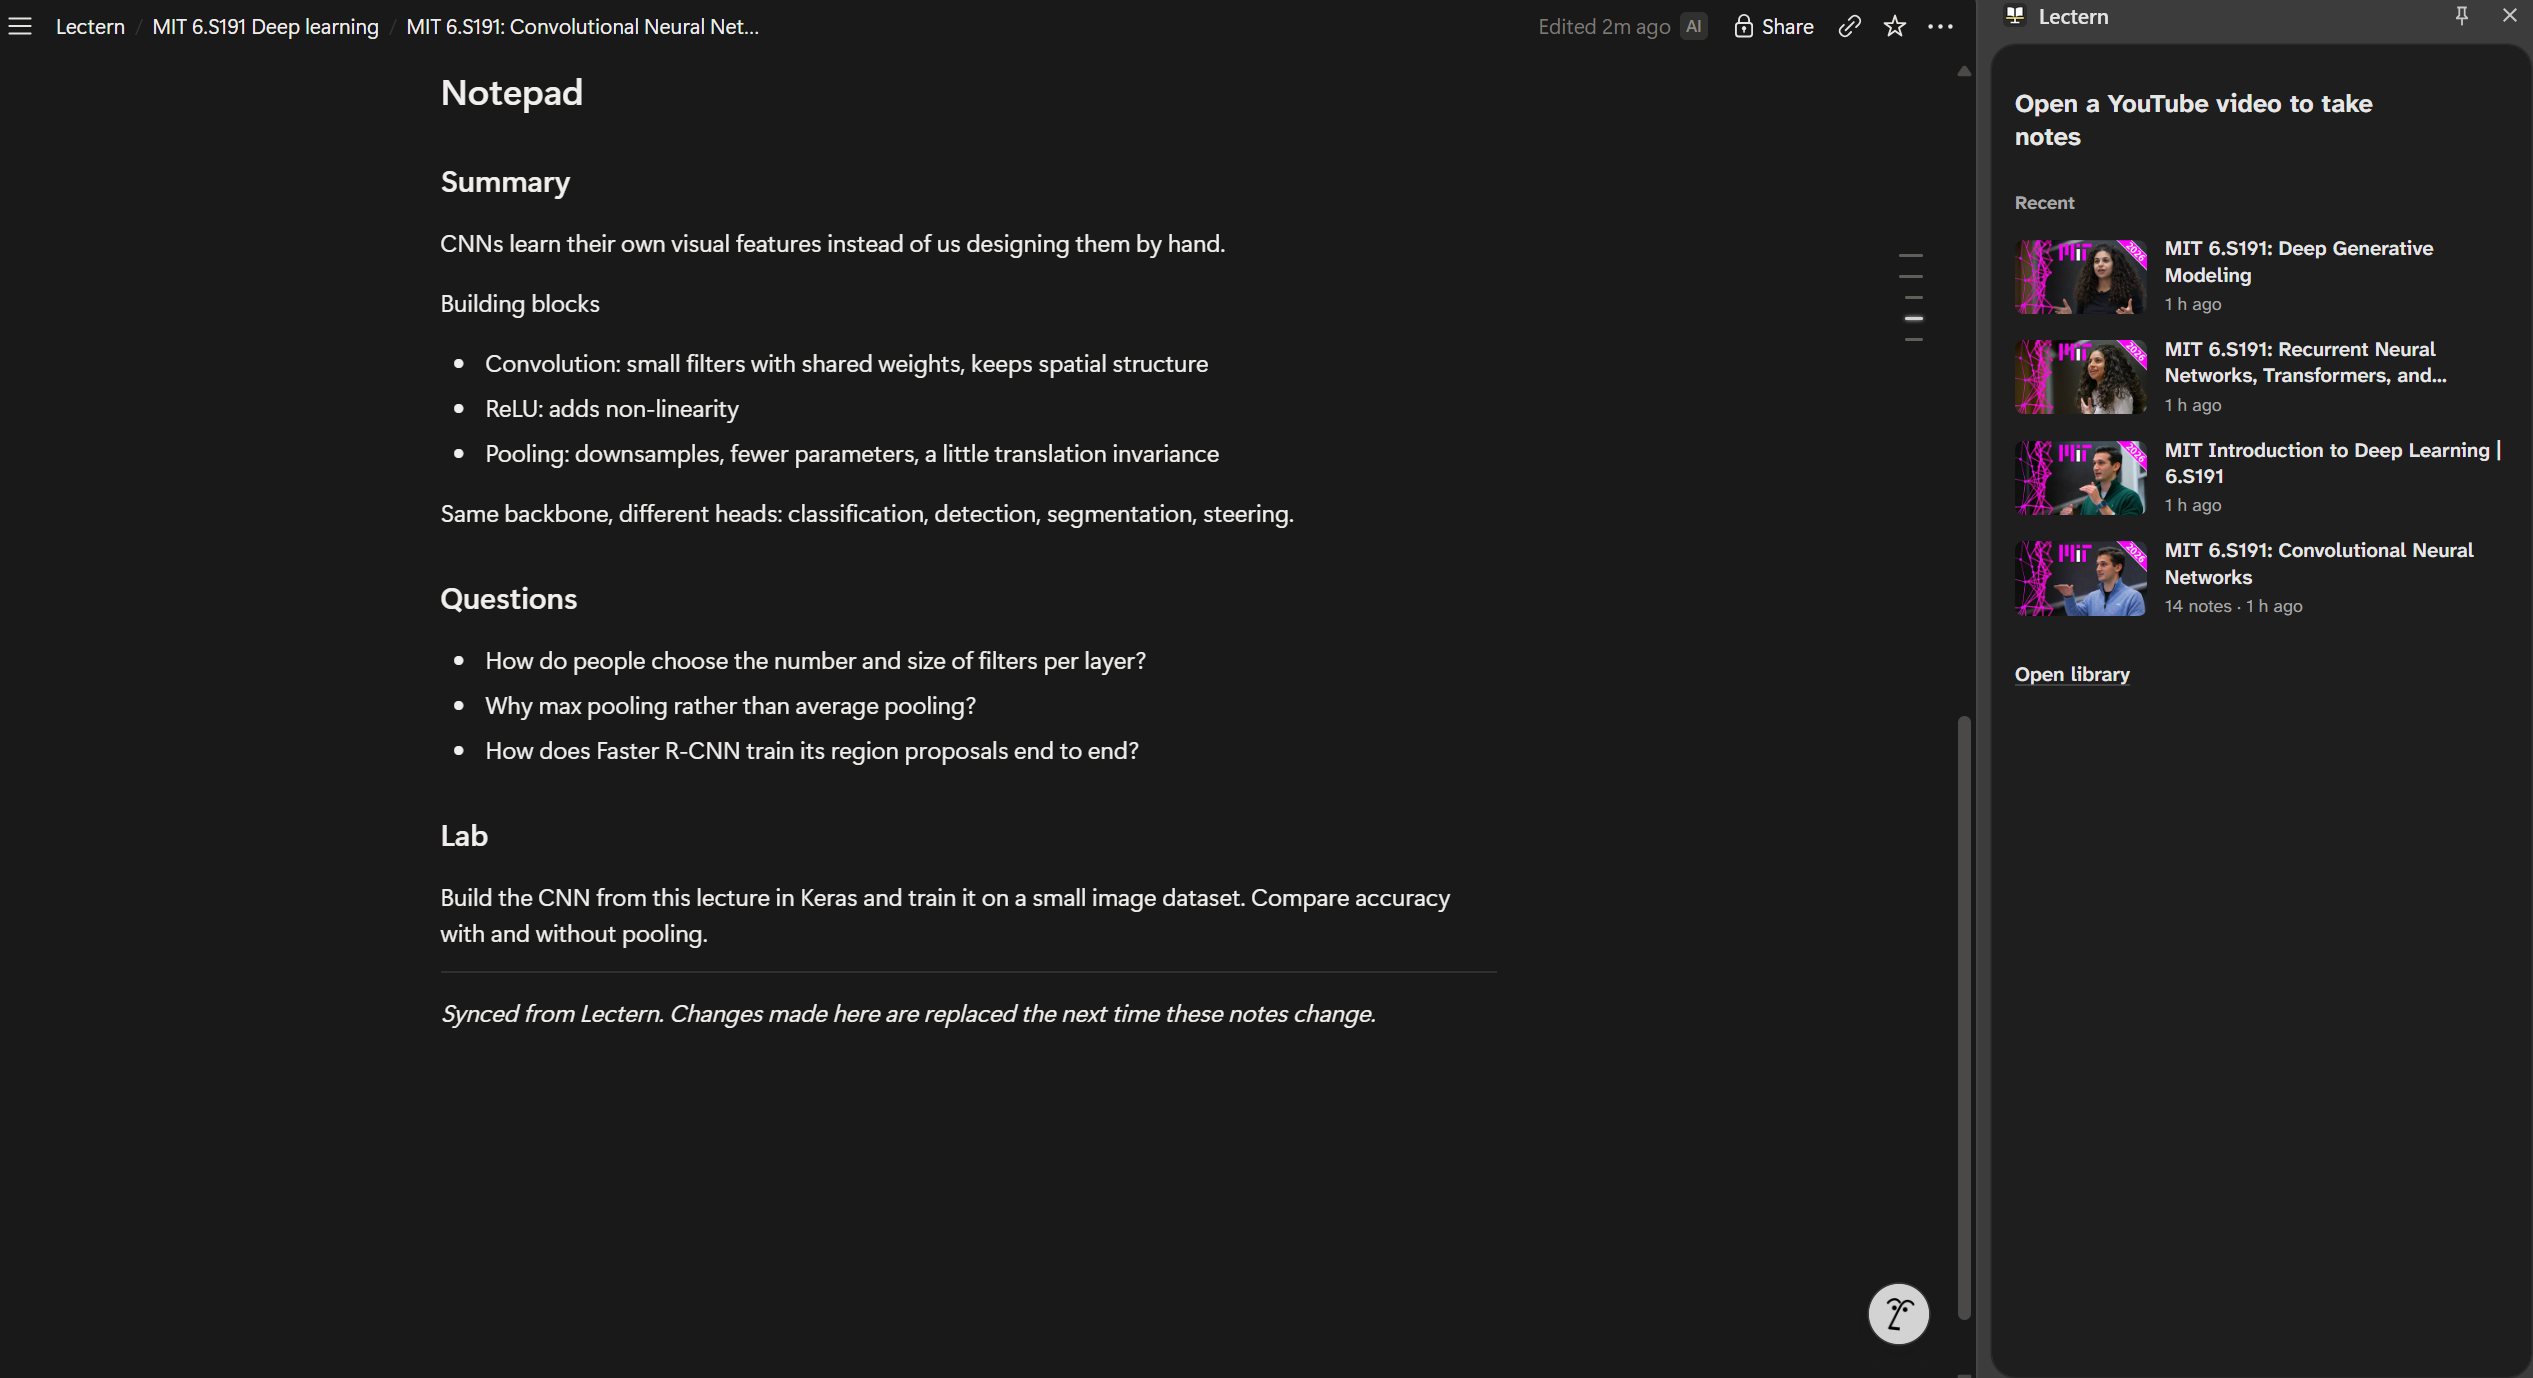 Lectern / MIT 6.S191 Deep learning / MIT 6.S191: Convolutional Neural Net...
Edited 2m ago AI Share
Notepad
Summary
CNNs learn their own visual features instead of us designing them by hand.
Building blocks
• Convolution: small filters with shared weights, keeps spatial structure
• ReLU: adds non-linearity
• Pooling: downsamples, fewer parameters, a little translation invariance
Same backbone, different heads: classification, detection, segmentation, steering.
Questions
• How do people choose the number and size of filters per layer?
• Why max pooling rather than average pooling?
• How does Faster R-CNN train its region proposals end to end?
Lab
Build the CNN from this lecture in Keras and train it on a small image dataset. Compare accuracy
with and without pooling.
Synced from Lectern. Changes made here are replaced the next time these notes change.
Lectern
Open a YouTube video to take
notes
Recent
MIT 2026
MIT 6.S191: Deep Generative
Modeling
1 h ago
MIT 2026
MIT 6.S191: Recurrent Neural
Networks, Transformers, and...
1 h ago
MIT 2026
MIT Introduction to Deep Learning |
6.S191
1 h ago
MIT 2026
MIT 6.S191: Convolutional Neural
Networks
14 notes · 1 h ago
Open library